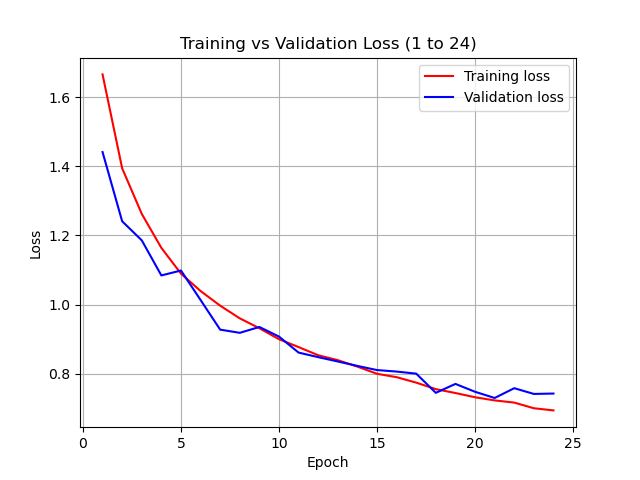 Training vs Validation Loss (1 to 24)
Training loss
Validation loss
Loss
1.6
1.4
1.2
1.0
0.8
0 5 10 15 20 25
Epoch